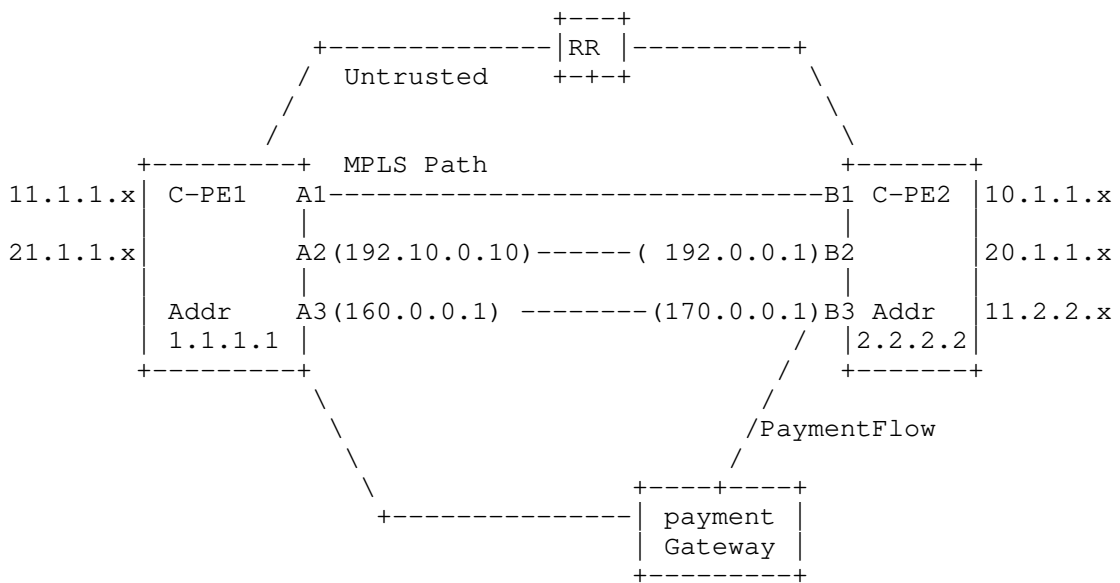 RR
Untrusted
MPLS Path
11.1.1.x C-PE1 A1 B1 C-PE2 10.1.1.x
21.1.1.x A2(192.10.0.10) ( 192.0.0.1)B2 20.1.1.x
Addr A3(160.0.0.1) (170.0.0.1)B3 Addr 11.2.2.x
1.1.1.1 2.2.2.2
PaymentFlow
payment
Gateway